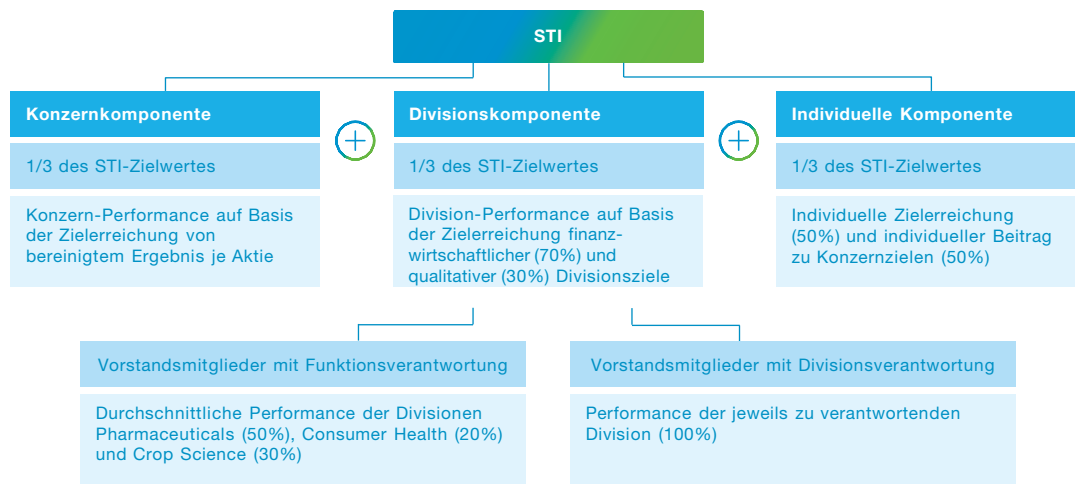 STI
Konzernkomponente
1/3 des STI-Zielwertes
Konzern-Performance auf Basis
der Zielerreichung von
bereinigtem Ergebnis je Aktie
Divisionskomponente
1/3 des STI-Zielwertes
Division-Performance auf Basis
der Zielerreichung finanz-
wirtschaftlicher (70%) und
qualitativer (30%) Divisionsziele
Individuelle Komponente
1/3 des STI-Zielwertes
Individuelle Zielerreichung
(50%) und individueller Beitrag
zu Konzernzielen (50%)
Vorstandsmitglieder mit Funktionsverantwortung
Durchschnittliche Performance der Divisionen
Pharmaceuticals (50%), Consumer Health (20%)
und Crop Science (30%)
Vorstandsmitglieder mit Divisionsverantwortung
Performance der jeweils zu verantwortenden
Division (100%)